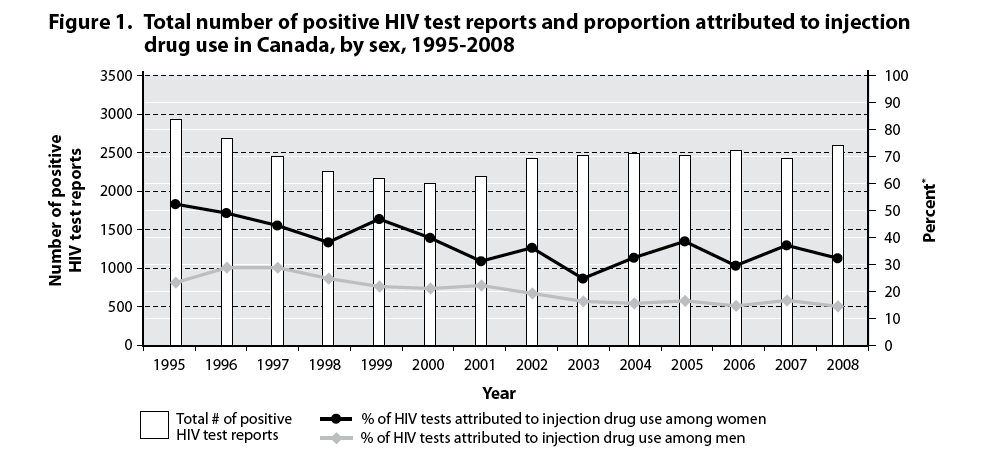 Figure 1. Total number of positive HIV test reports and proportion attributed to injection
drug use in Canada, by sex, 1995-2008
Number of positive
HIV test reports
3500
3000
2500
2000
1500
1000
500
0
100
90
80
70
60
50
40
30
20
10
0
Percent*
1995 1996 1997 1998 1999 2000 2001 2002 2003 2004 2005 2006 2007 2008
Year
Total # of positive
HIV test reports
% of HIV tests attributed to injection drug use among women
% of HIV tests attributed to injection drug use among men